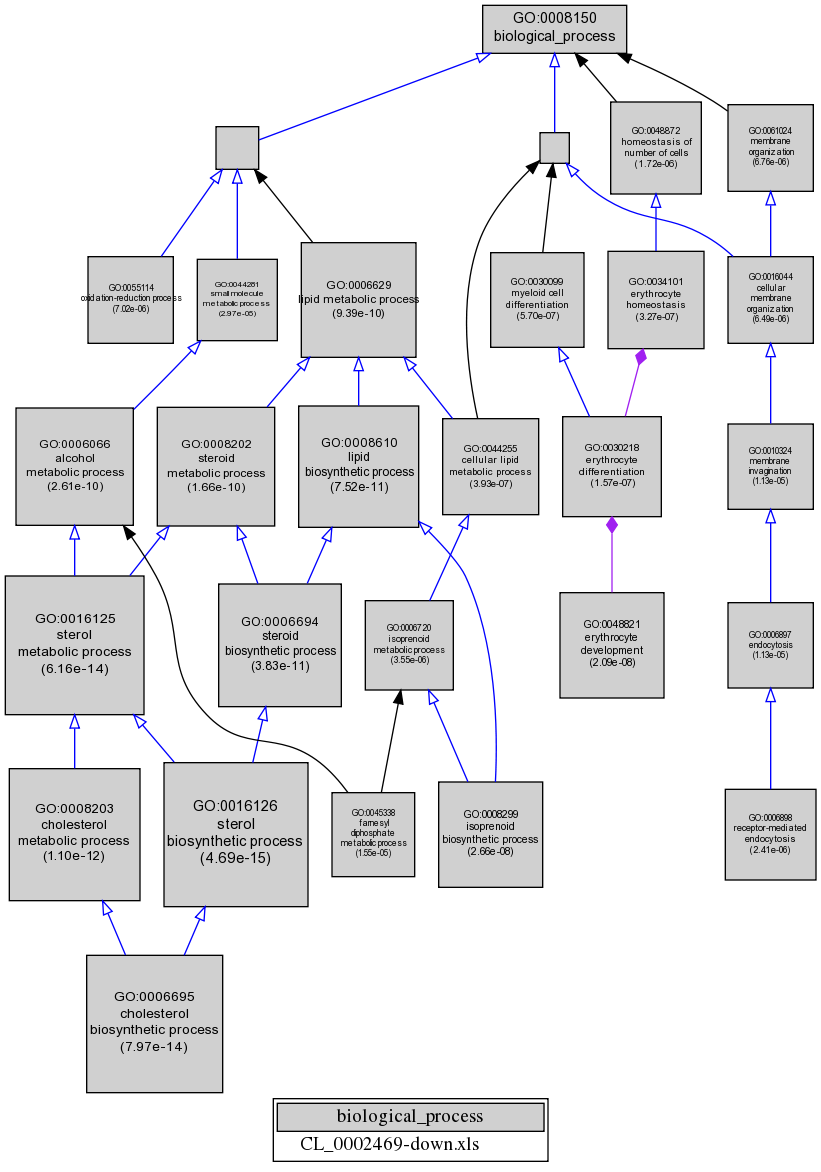 GO:0008150
biological_process
GO:0048872
homeostasis of
number of cells
(1.72e-06)
GO:0061024
membrane
organization
(6.76e-06)
GO:0055114
oxidation-reduction process
(7.02e-06)
GO:0044281
small molecule
metabolic process
(2.97e-05)
GO:0006629
lipid metabolic process
(9.39e-10)
GO:0030099
myeloid cell
differentiation
(5.70e-07)
GO:0034101
erythrocyte
homeostasis
(3.27e-07)
GO:0016044
cellular
membrane
organization
(6.49e-06)
GO:0006066
alcohol
metabolic process
(2.61e-10)
GO:0008202
steroid
metabolic process
(1.66e-10)
GO:0008610
lipid
biosynthetic process
(7.52e-11)
GO:0044255
cellular lipid
metabolic process
(3.93e-07)
GO:0030218
erythrocyte
differentiation
(1.57e-07)
GO:0010324
membrane
invagination
(1.13e-05)
GO:0016125
sterol
metabolic process
(6.16e-14)
GO:0006694
steroid
biosynthetic process
(3.83e-11)
GO:0006720
isoprenoid
metabolic process
(3.55e-06)
GO:0048821
erythrocyte
development
(2.09e-08)
GO:0006897
endocytosis
(1.13e-05)
GO:0008203
cholesterol
metabolic process
(1.10e-12)
GO:0016126
sterol
biosynthetic process
(4.69e-15)
GO:0045338
farnesyl
diphosphate
metabolic process
(1.55e-05)
GO:0008299
isoprenoid
biosynthetic process
(2.66e-08)
GO:0006898
receptor-mediated
endocytosis
(2.41e-06)
GO:0006695
cholesterol
biosynthetic process
(7.97e-14)
biological_process
CL_0002469-down.xls